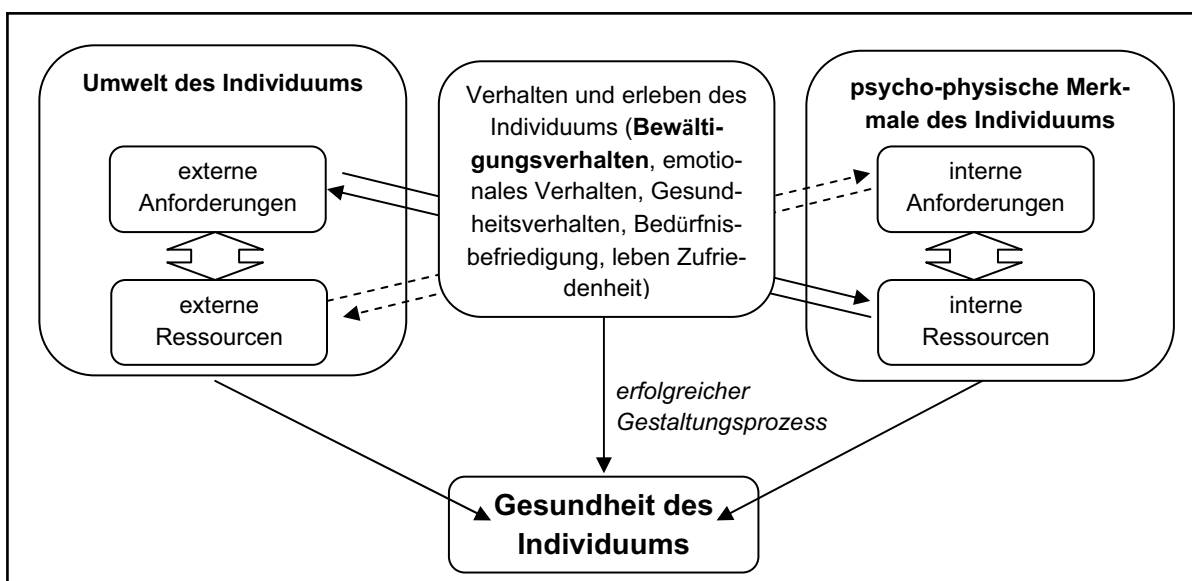 Umwelt des Individuums
externe
Anforderungen
externe
Ressourcen
Verhalten und erleben des
Individuums (Bewälti-
gungsverhalten, emotio-
nales Verhalten, Gesund-
heitsverhalten, Bedürfnis-
befriedigung, leben Zufrie-
denheit)
psycho-physische Merk-
male des Individuums
interne
Anforderungen
interne
Ressourcen
erfolgreicher
Gestaltungsprozess
Gesundheit des
Individuums